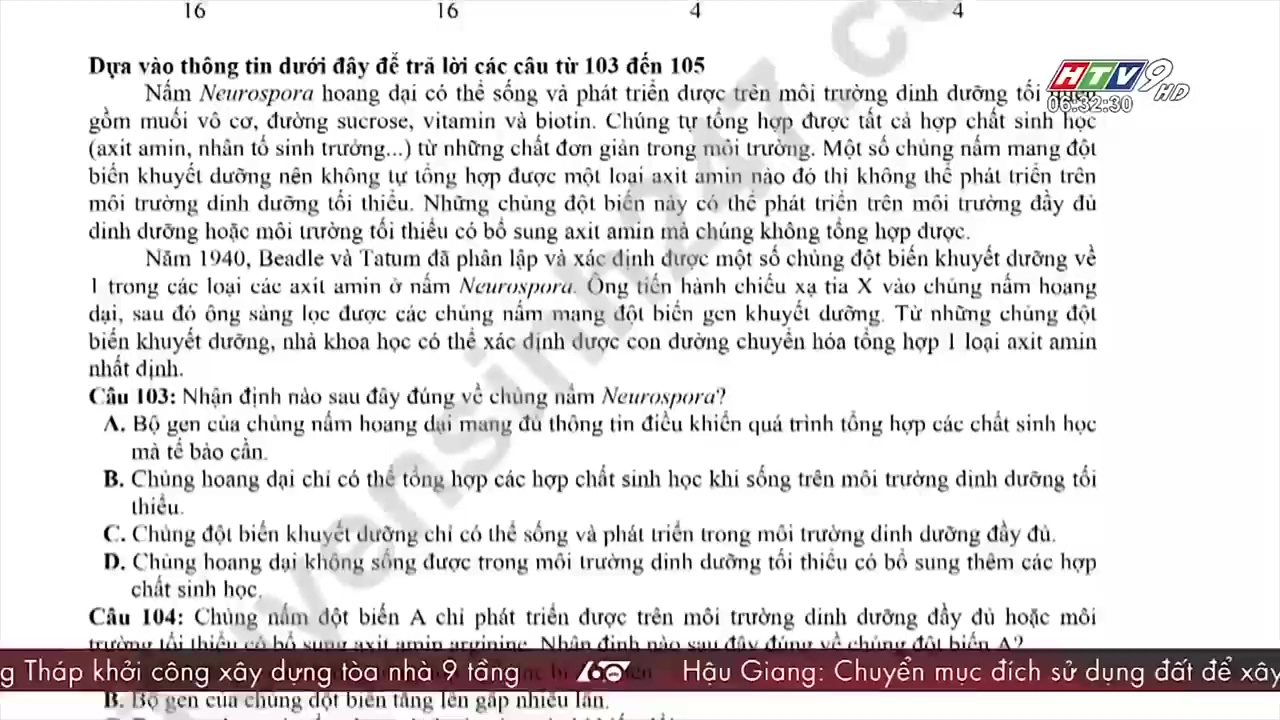 16 16 4 4
Dựa vào thông tin dưới đây để trả lời các câu từ 103 đến 105
Nấm Neurospora hoang dại có thể sống và phát triển được trên môi trường dinh dưỡng tối
HTV9 HD
06:32:30
gồm muối vô cơ, đường sucrose, vitamin và biotin. Chúng tự tổng hợp được tất cả hợp chất sinh học
(axit amin, nhân tố sinh trưởng...) từ những chất đơn giản trong môi trường. Một số chủng nấm mang đột
biến khuyết dưỡng nên không tự tổng hợp được một loại axit amin nào đó thì không thể phát triển trên
môi trường dinh dưỡng tối thiểu. Những chủng đột biến này có thể phát triển trên môi trường đầy đủ
dinh dưỡng hoặc môi trường tối thiểu có bổ sung axit amin mà chúng không tổng hợp được.
Năm 1940, Beadle và Tatum đã phân lập và xác định được một số chủng đột biến khuyết dưỡng về
1 trong các loại các axit amin ở nấm Neurospora. Ông tiến hành chiếu xạ tia X vào chủng nấm hoang
dại, sau đó ông sàng lọc được các chủng nấm mang đột biến gen khuyết dưỡng. Từ những chủng đột
biến khuyết dưỡng, nhà khoa học có thể xác định được con đường chuyển hóa tổng hợp 1 loại axit amin
nhất định.
Câu 103: Nhận định nào sau đây đúng về chủng nấm Neurospora?
A. Bộ gen của chủng nấm hoang dại mang đủ thông tin điều khiển quá trình tổng hợp các chất sinh học
mà tế bào cần.
B. Chủng hoang dại chỉ có thể tổng hợp các hợp chất sinh học khi sống trên môi trường dinh dưỡng tối
thiểu.
C. Chủng đột biến khuyết dưỡng chỉ có thể sống và phát triển trong môi trường dinh dưỡng đầy đủ.
D. Chủng hoang dại không sống được trong môi trường dinh dưỡng tối thiểu có bổ sung thêm các hợp
chất sinh học.
Câu 104: Chủng nấm đột biến A chỉ phát triển được trên môi trường dinh dưỡng đầy đủ hoặc môi
trường tối thiểu có bổ sung axit amin arginine. Nhận định nào sau đây đúng về chủng đột biến A?
g Tháp khởi công xây dựng tòa nhà 9 tầng 60 Hậu Giang: Chuyển mục đích sử dụng đất để xây
B. Bộ gen của chủng đột biến tăng lên gấp nhiều lần.